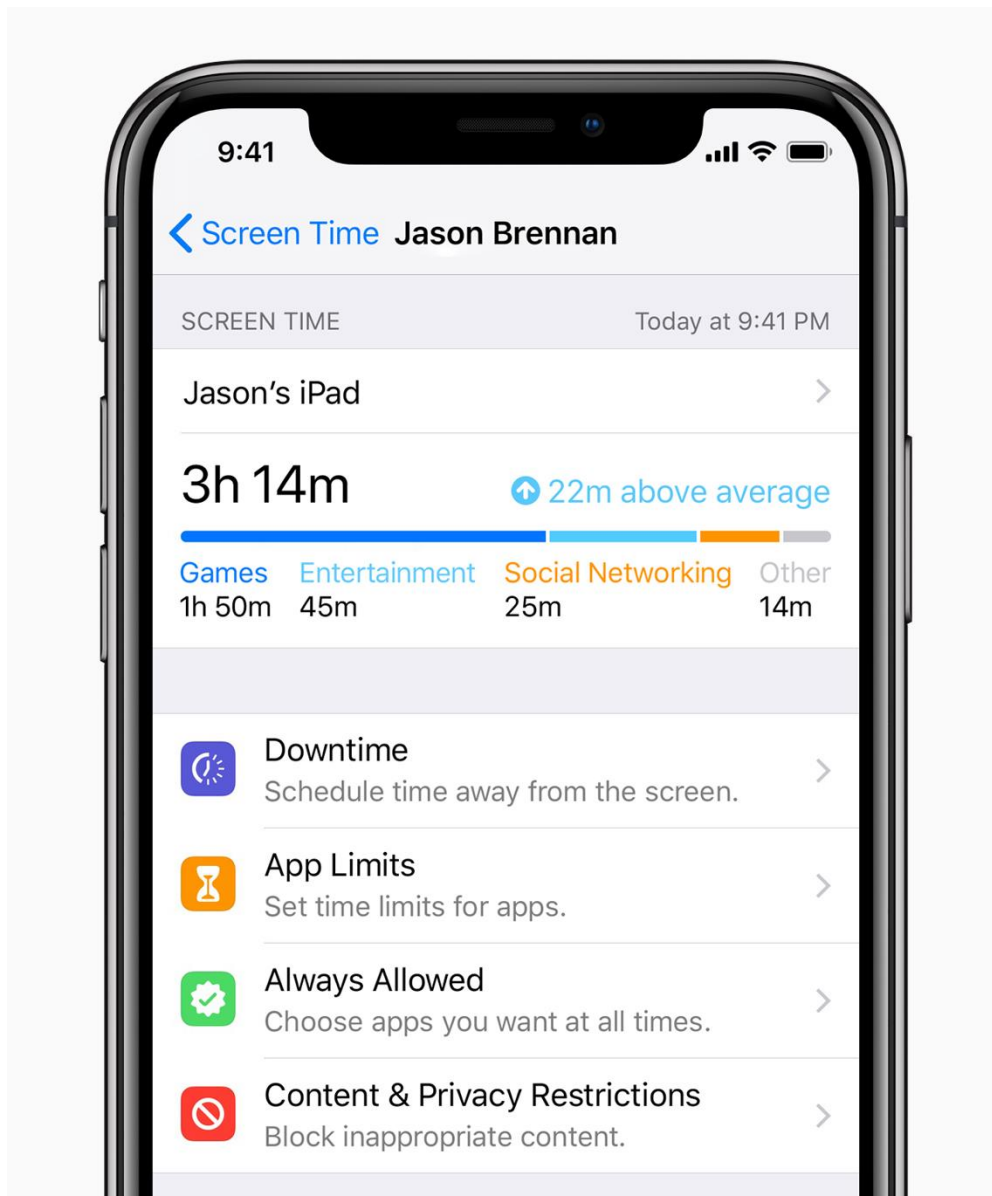 9:41
Screen Time Jason Brennan
SCREEN TIME Today at 9:41 PM
Jason’s iPad
3h 14m 22m above average
Games Entertainment Social Networking Other
1h 50m 45m 25m 14m
Downtime
Schedule time away from the screen.
App Limits
Set time limits for apps.
Always Allowed
Choose apps you want at all times.
Content & Privacy Restrictions
Block inappropriate content.